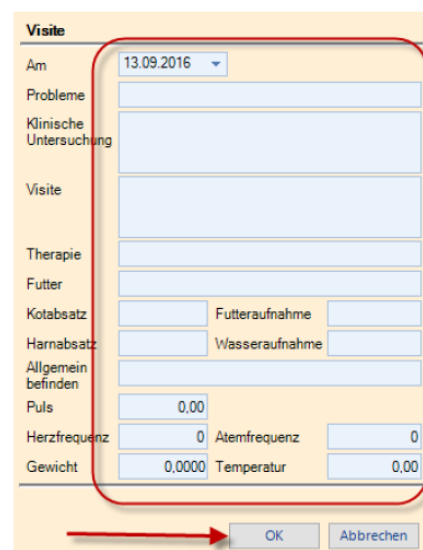 Visite
Am 13.09.2016
Probleme
Klinische
Untersuchung
Visite
Therapie
Futter
Kotabsatz Futteraufnahme
Harnabsatz Wasseraufnahme
Allgemein
befinden
Puls 0,00
Herzfrequenz 0 Atemfrequenz 0
Gewicht 0,0000 Temperatur 0,00
OK Abbrechen